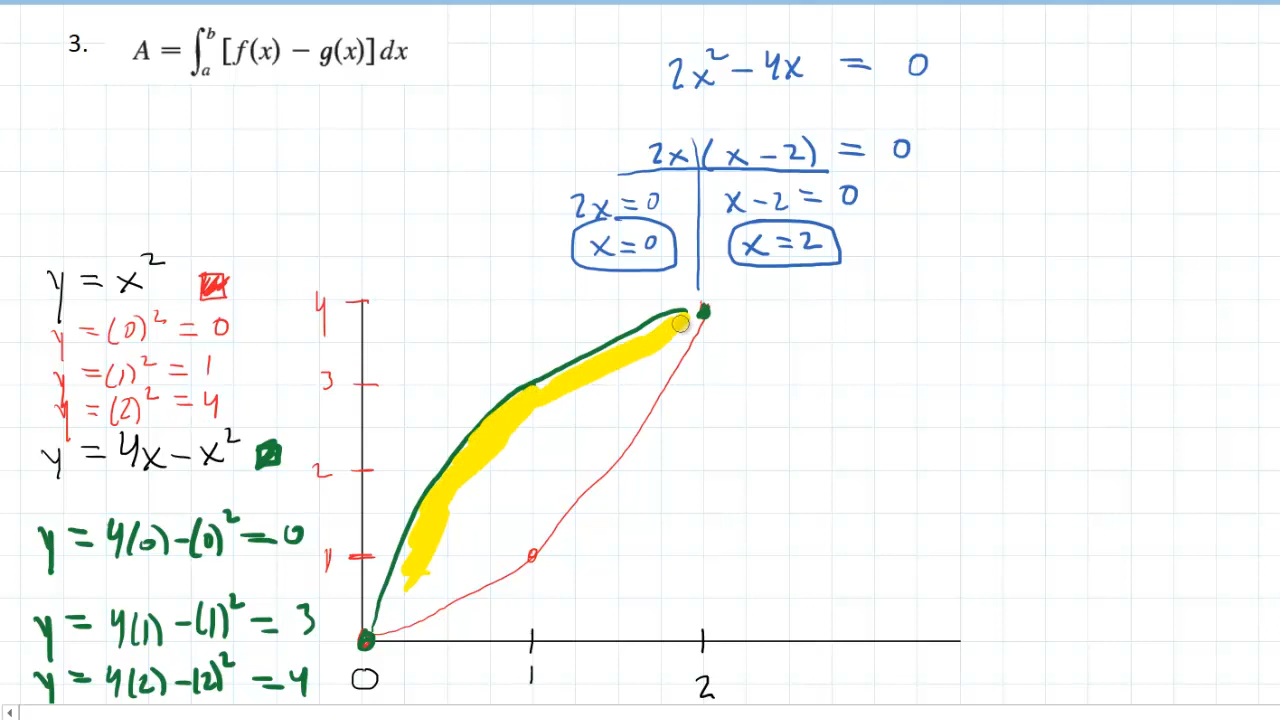 3. A = ∫_a^b [f(x) − g(x)] dx
2x² − 4x = 0
2x (x − 2) = 0
2x = 0
x = 0
x − 2 = 0
x = 2
y = x²
y = (0)² = 0
y = (1)² = 1
y = (2)² = 4
y = 4x − x²
y = 4(0) − (0)² = 0
y = 4(1) − (1)² = 3
y = 4(2) − (2)² = 4
4
3
2
1
0 1 2